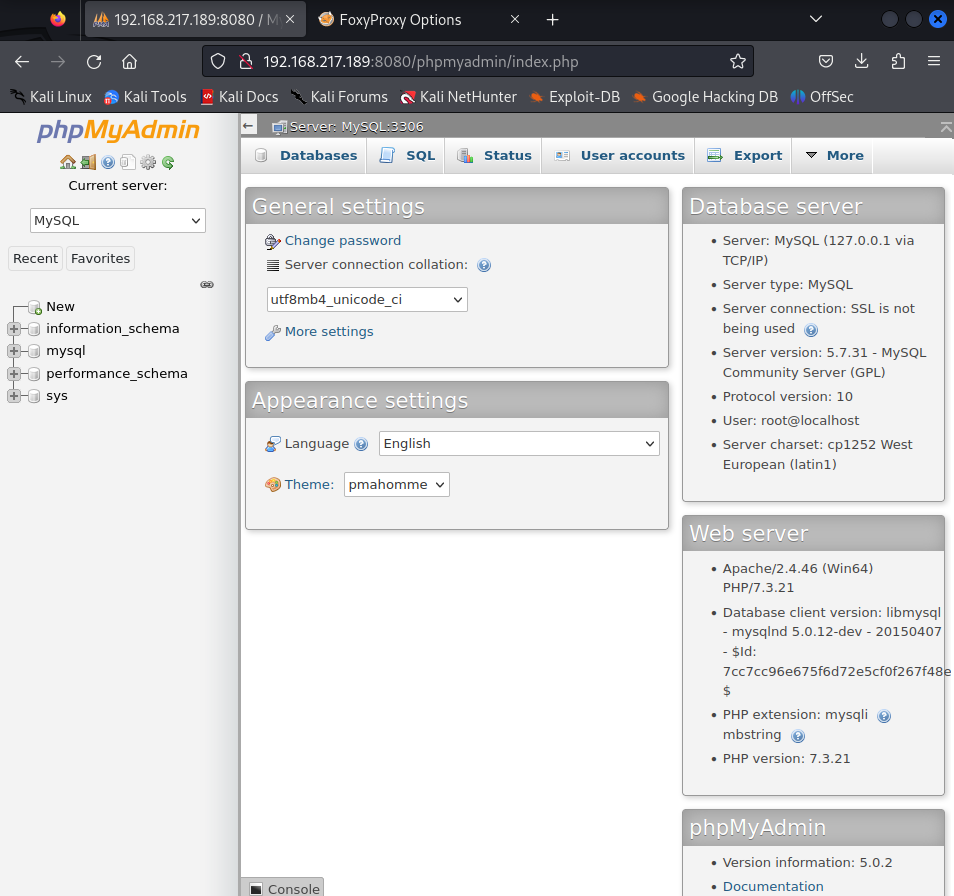 192.168.217.189:8080 / M
FoxyProxy Options
192.168.217.189:8080/phpmyadmin/index.php
Kali Linux
Kali Tools
Kali Docs
Kali Forums
Kali NetHunter
Exploit-DB
Google Hacking DB
OffSec
phpMyAdmin
Current server:
MySQL
Recent
Favorites
New
information_schema
mysql
performance_schema
sys
Server: MySQL:3306
Databases
SQL
Status
User accounts
Export
More
General settings
Change password
Server connection collation:
utf8mb4_unicode_ci
More settings
Appearance settings
Language
English
Theme:
pmahomme
Database server
Server: MySQL (127.0.0.1 via
TCP/IP)
Server type: MySQL
Server connection: SSL is not
being used
Server version: 5.7.31 - MySQL
Community Server (GPL)
Protocol version: 10
User: root@localhost
Server charset: cp1252 West
European (latin1)
Web server
Apache/2.4.46 (Win64)
PHP/7.3.21
Database client version: libmysql
- mysqlnd 5.0.12-dev - 20150407
- $Id:
7cc7cc96e675f6d72e5cf0f267f48e
$
PHP extension: mysqli
mbstring
PHP version: 7.3.21
phpMyAdmin
Version information: 5.0.2
Documentation
Console